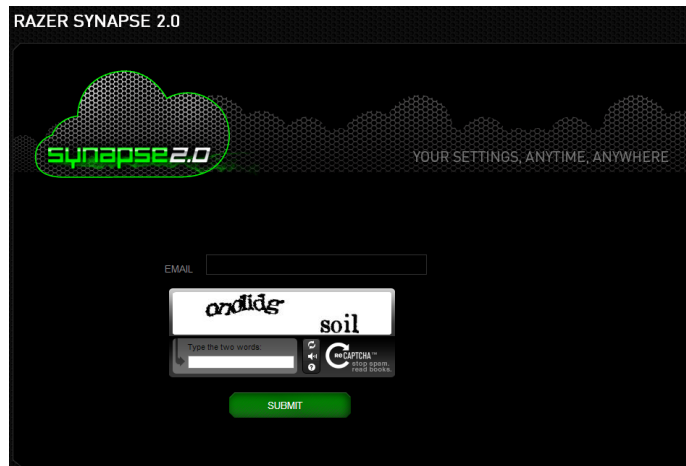 RAZER SYNAPSE 2.0
synapse2.0
YOUR SETTINGS, ANYTIME, ANYWHERE
EMAIL
Type the two words:
reCAPTCHA™
stop spam.
read books.
SUBMIT